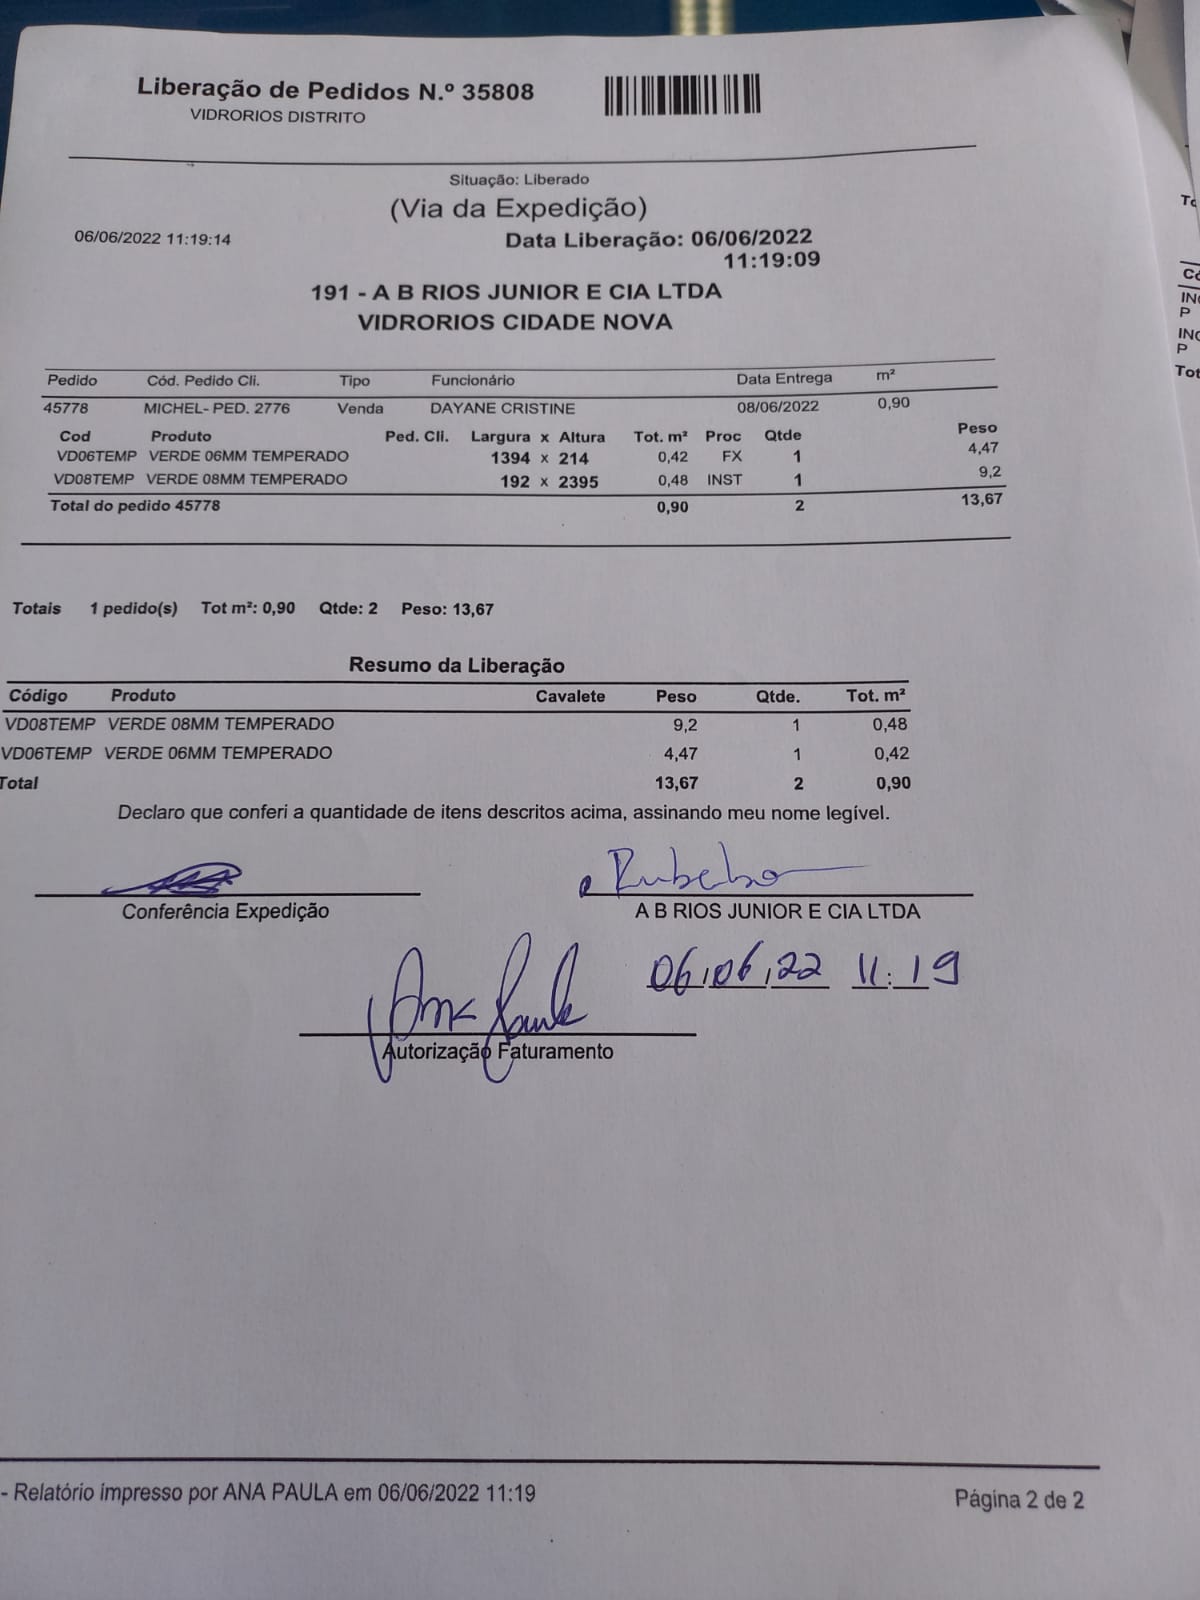 Liberação de Pedidos N.º 35808
VIDRORIOS DISTRITO
Situação: Liberado
(Via da Expedição)
06/06/2022 11:19:14 Data Liberação: 06/06/2022
11:19:09
191 - A B RIOS JUNIOR E CIA LTDA
VIDRORIOS CIDADE NOVA
Pedido Cód. Pedido Cli. Tipo Funcionário Data Entrega m²
45778 MICHEL- PED. 2776 Venda DAYANE CRISTINE 08/06/2022 0,90
Cod Produto Ped. Cli. Largura x Altura Tot. m² Proc Qtde Peso
VD06TEMP VERDE 06MM TEMPERADO 1394 x 214 0,42 FX 1 4,47
VD08TEMP VERDE 08MM TEMPERADO 192 x 2395 0,48 INST 1 9,2
Total do pedido 45778 0,90 2 13,67
Totais 1 pedido(s) Tot m²: 0,90 Qtde: 2 Peso: 13,67
Resumo da Liberação
Código Produto Cavalete Peso Qtde. Tot. m²
VD08TEMP VERDE 08MM TEMPERADO 9,2 1 0,48
VD06TEMP VERDE 06MM TEMPERADO 4,47 1 0,42
Total 13,67 2 0,90
Declaro que conferi a quantidade de itens descritos acima, assinando meu nome legível.
Conferência Expedição A B RIOS JUNIOR E CIA LTDA
06/06/22 11:19
Ana Paula
Autorização Faturamento
- Relatório impresso por ANA PAULA em 06/06/2022 11:19 Página 2 de 2